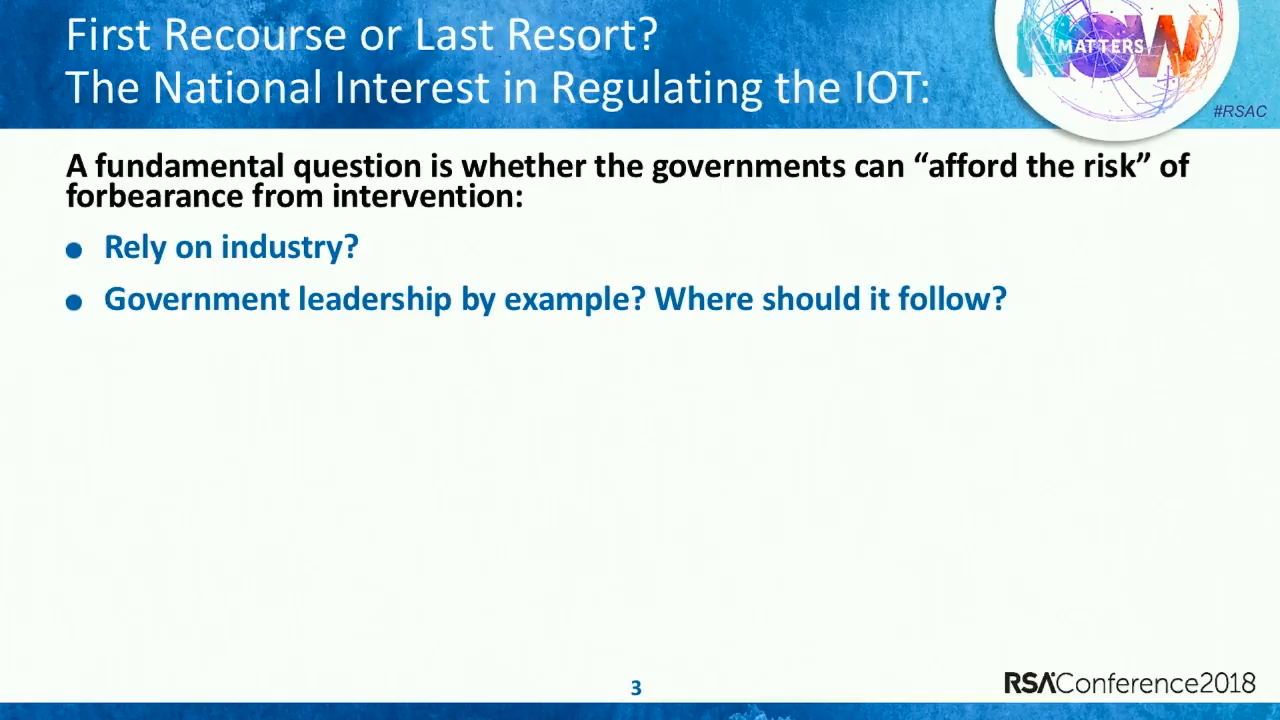 First Recourse or Last Resort?
The National Interest in Regulating the IOT:
NOW
MATTERS
#RSAC
A fundamental question is whether the governments can “afford the risk” of
forbearance from intervention:
● Rely on industry?
● Government leadership by example? Where should it follow?
3
RSAConference2018